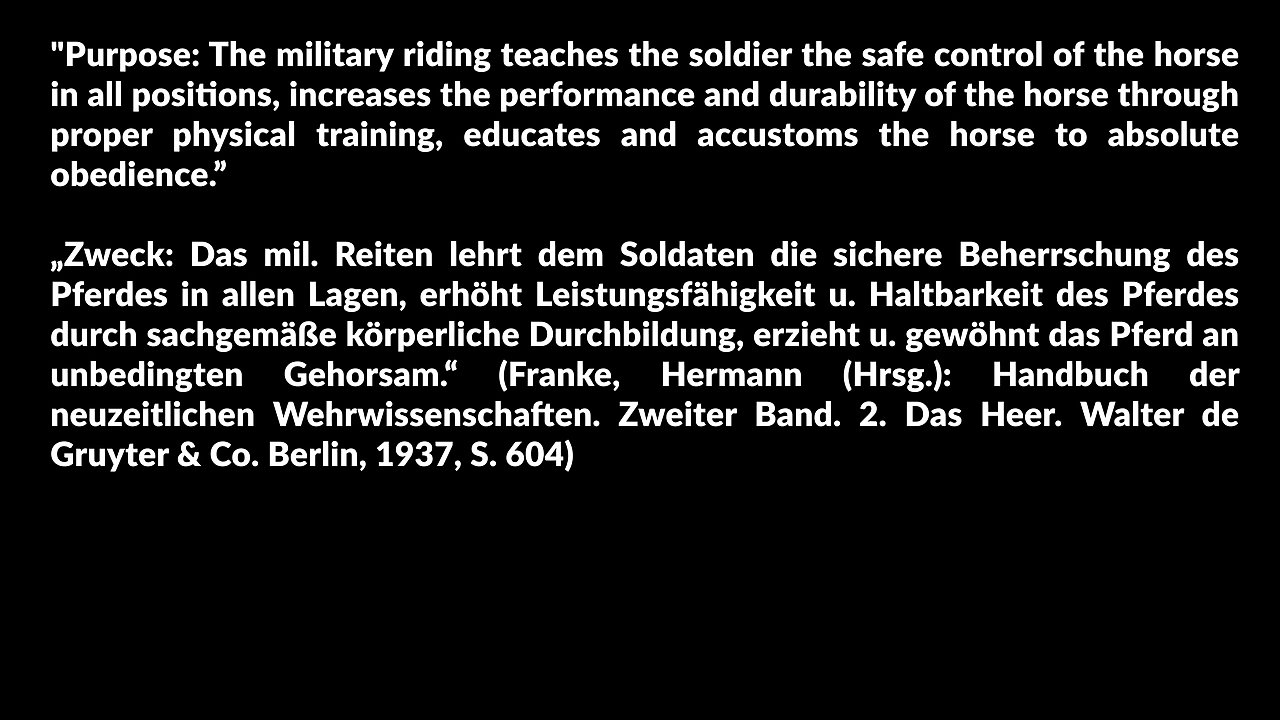 "Purpose: The military riding teaches the soldier the safe control of the horse
in all positions, increases the performance and durability of the horse through
proper physical training, educates and accustoms the horse to absolute
obedience.”
„Zweck: Das mil. Reiten lehrt dem Soldaten die sichere Beherrschung des
Pferdes in allen Lagen, erhöht Leistungsfähigkeit u. Haltbarkeit des Pferdes
durch sachgemäße körperliche Durchbildung, erzieht u. gewöhnt das Pferd an
unbedingten Gehorsam.“ (Franke, Hermann (Hrsg.): Handbuch der
neuzeitlichen Wehrwissenschaften. Zweiter Band. 2. Das Heer. Walter de
Gruyter & Co. Berlin, 1937, S. 604)